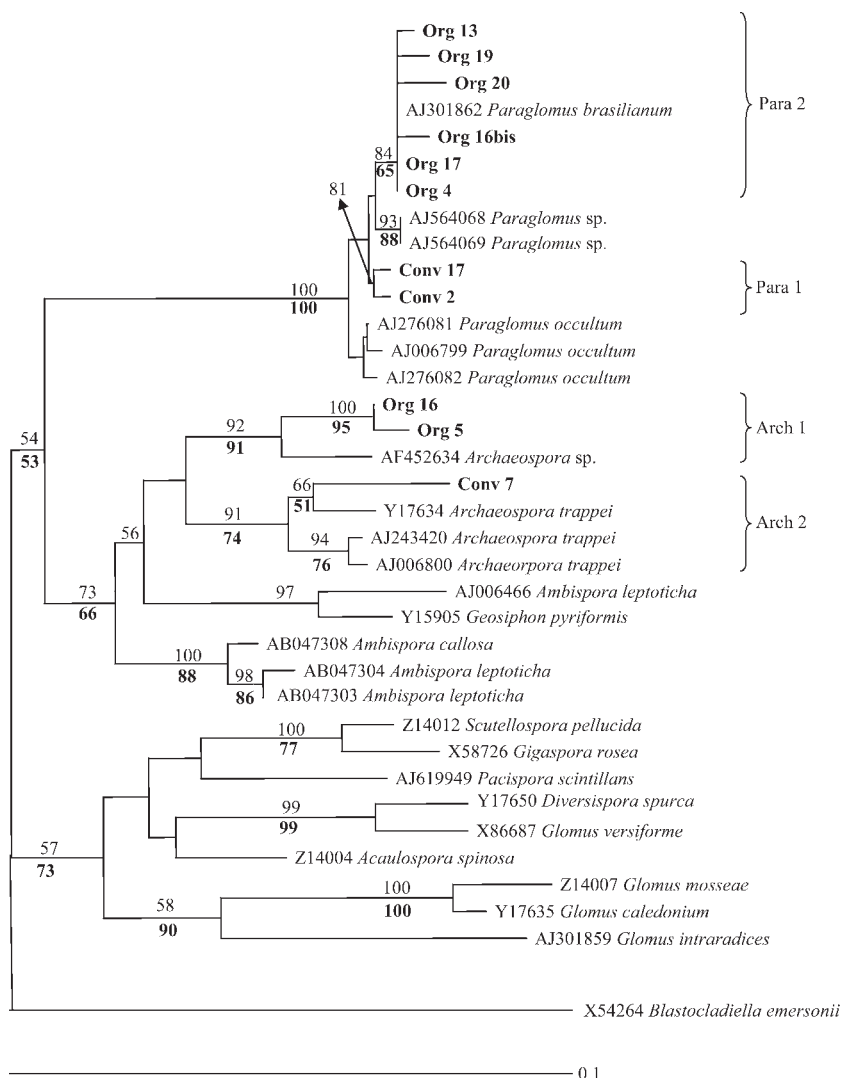 Org 13
Org 19
Org 20
AJ301862 Paraglomus brasilianum
Org 16bis
84
65
Org 17
Org 4
Para 2
81
93
88
AJ564068 Paraglomus sp.
AJ564069 Paraglomus sp.
Conv 17
Conv 2
Para 1
100
100
AJ276081 Paraglomus occultum
AJ006799 Paraglomus occultum
AJ276082 Paraglomus occultum
100
95
Org 16
Org 5
92
91
AF452634 Archaeospora sp.
Arch 1
54
53
66
51
Conv 7
Y17634 Archaeospora trappei
91
74
94
76
AJ243420 Archaeospora trappei
AJ006800 Archaeorpora trappei
Arch 2
56
73
66
97
AJ006466 Ambispora leptoticha
Y15905 Geosiphon pyriformis
100
88
AB047308 Ambispora callosa
98
86
AB047304 Ambispora leptoticha
AB047303 Ambispora leptoticha
100
77
Z14012 Scutellospora pellucida
X58726 Gigaspora rosea
AJ619949 Pacispora scintillans
99
99
Y17650 Diversispora spurca
X86687 Glomus versiforme
57
73
Z14004 Acaulospora spinosa
58
90
100
100
Z14007 Glomus mosseae
Y17635 Glomus caledonium
AJ301859 Glomus intraradices
X54264 Blastocladiella emersonii
0.1